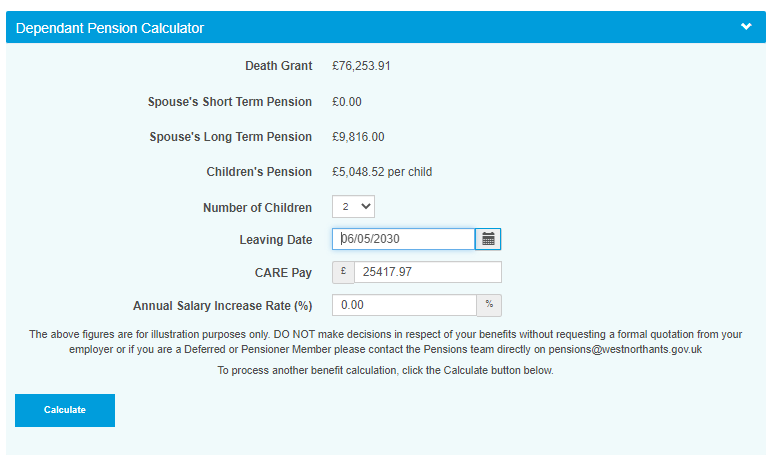 Dependant Pension Calculator
Death Grant £76,253.91
Spouse's Short Term Pension £0.00
Spouse's Long Term Pension £9,816.00
Children's Pension £5,048.52 per child
Number of Children 2
Leaving Date 06/05/2030
CARE Pay £ 25417.97
Annual Salary Increase Rate (%) 0.00 %
The above figures are for illustration purposes only. DO NOT make decisions in respect of your benefits without requesting a formal quotation from your
employer or if you are a Deferred or Pensioner Member please contact the Pensions team directly on pensions@westnorthants.gov.uk
To process another benefit calculation, click the Calculate button below.
Calculate